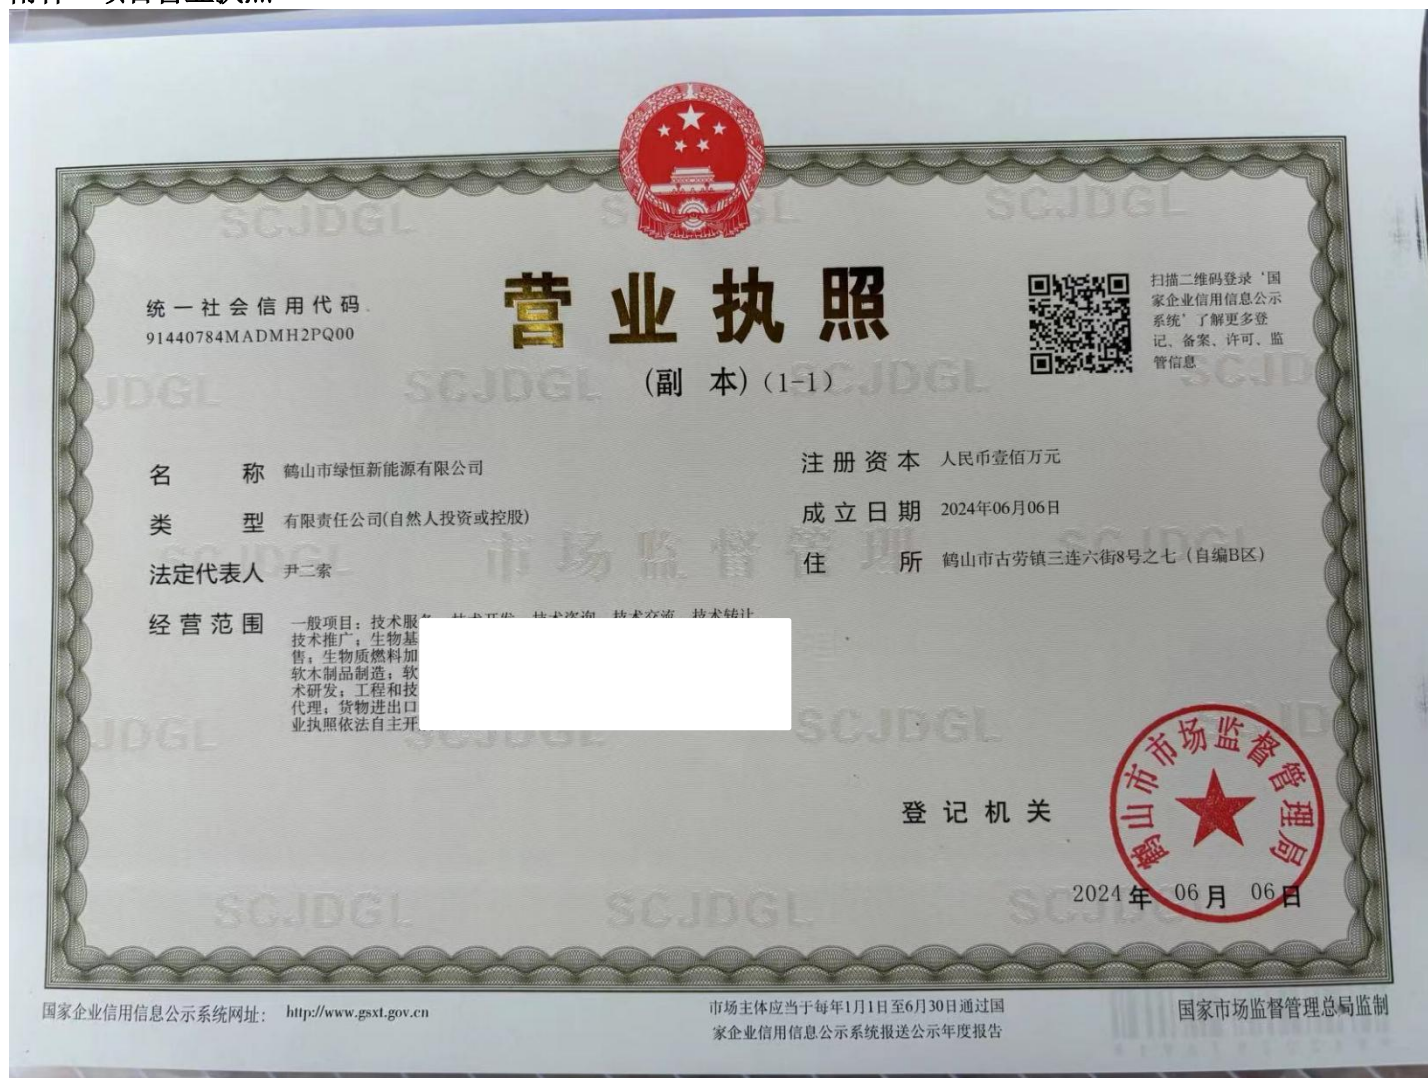 统一社会信用代码
91440784MADMH2PQ00
营业执照
(副 本)(1-1)
扫描二维码登录‘国
家企业信用信息公示
系统’了解更多登
记、备案、许可、监
管信息
名 称 鹤山市绿恒新能源有限公司
类 型 有限责任公司(自然人投资或控股)
法定代表人 尹二索
经营范围 一般项目：技术服
技术推广；生物基
售；生物质燃料加
软木制品制造；软
术研发；工程和技
代理；货物进出口
业执照依法自主开
注册资本 人民币壹佰万元
成立日期 2024年06月06日
住 所 鹤山市古劳镇三连六街8号之七（自编B区）
市场监督管理
SCJDGL
登记机关
鹤山市市场监督管理局
2024年06月06日
国家企业信用信息公示系统网址： http://www.gsxt.gov.cn
市场主体应当于每年1月1日至6月30日通过国
家企业信用信息公示系统报送公示年度报告
国家市场监督管理总局监制